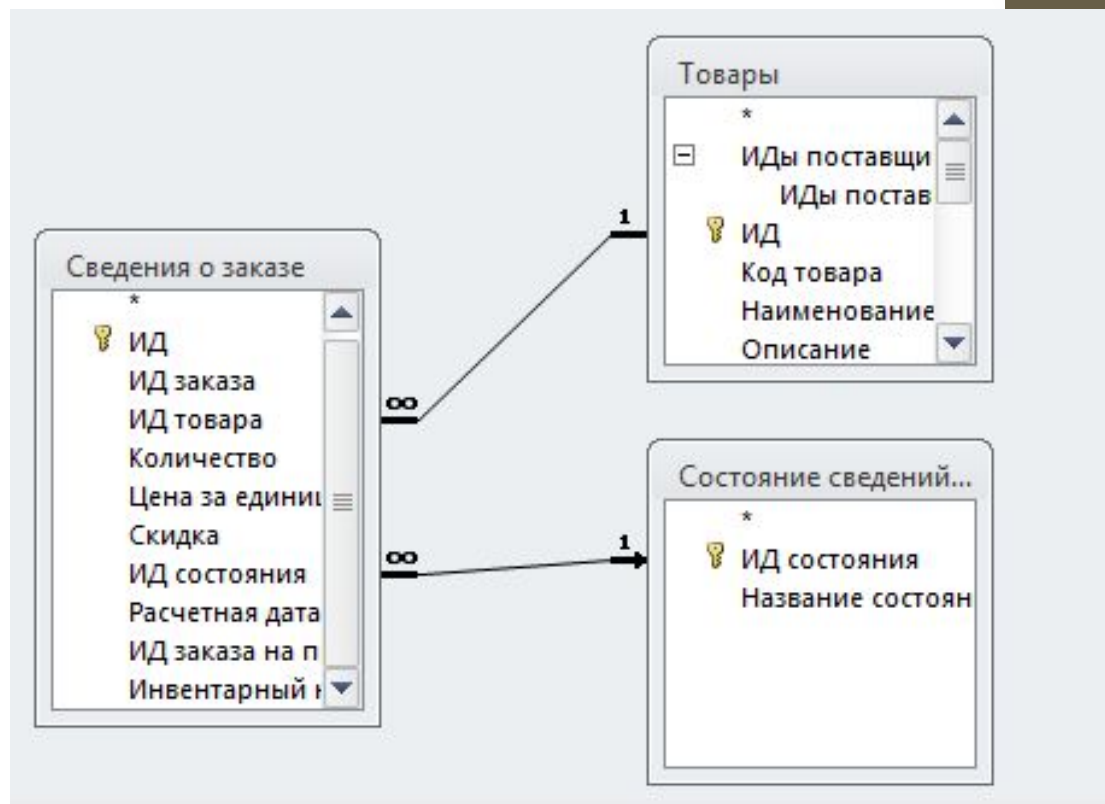 Товары
*
ИДы поставщи
ИДы постав
ИД
Код товара
Наименование
Описание
1
Сведения о заказе
*
ИД
ИД заказа
ИД товара
Количество
Цена за едини
Скидка
ИД состояния
Расчетная дата
ИД заказа на п
Инвентарный
∞
∞
1
Состояние сведений...
*
ИД состояния
Название состоян